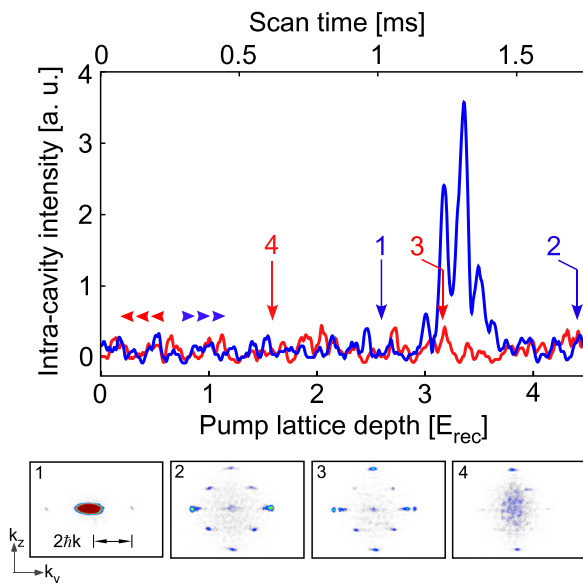 Scan time [ms]
0 0.5 1 1.5
Intra-cavity intensity [a. u.]
4
3
2
1
0
4 1 3 2
0 1 2 3 4
Pump lattice depth [E_rec]
1 2 3 4
2ħk
k_z
k_y